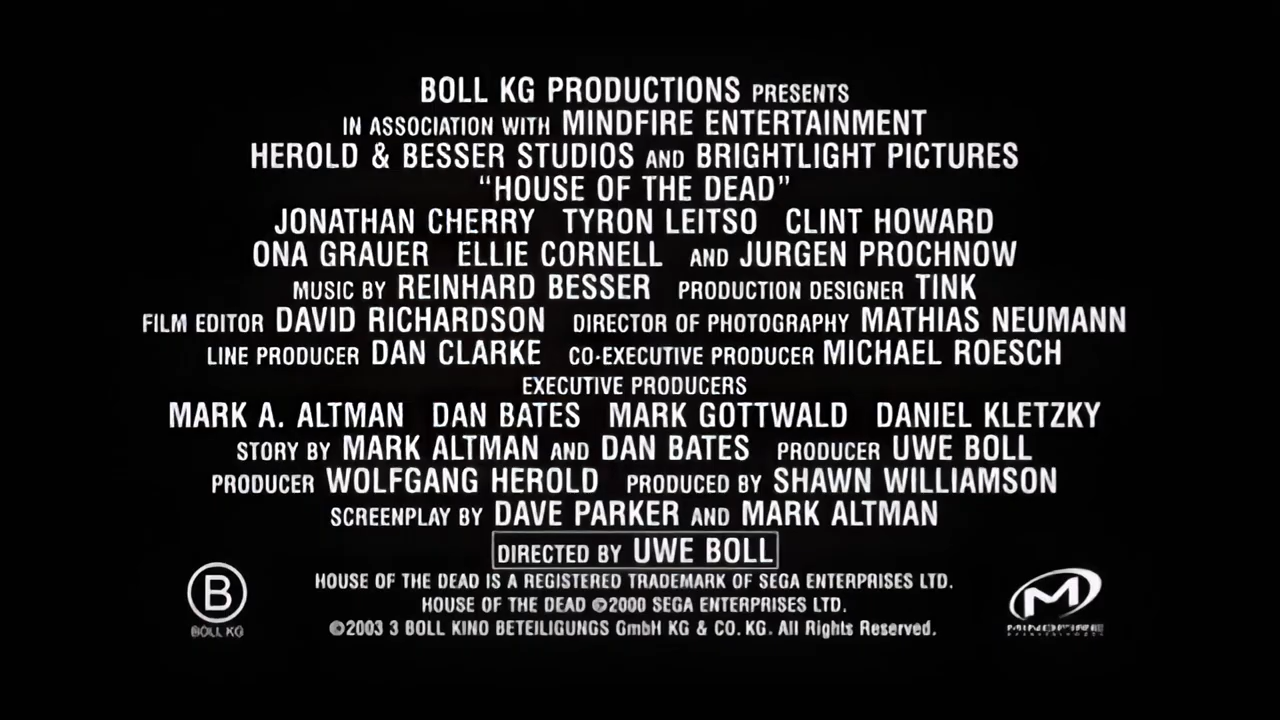 BOLL KG PRODUCTIONS PRESENTS
IN ASSOCIATION WITH MINDFIRE ENTERTAINMENT
HEROLD & BESSER STUDIOS AND BRIGHTLIGHT PICTURES
“HOUSE OF THE DEAD”
JONATHAN CHERRY TYRON LEITSO CLINT HOWARD
ONA GRAUER ELLIE CORNELL AND JURGEN PROCHNOW
MUSIC BY REINHARD BESSER PRODUCTION DESIGNER TINK
FILM EDITOR DAVID RICHARDSON DIRECTOR OF PHOTOGRAPHY MATHIAS NEUMANN
LINE PRODUCER DAN CLARKE CO-EXECUTIVE PRODUCER MICHAEL ROESCH
EXECUTIVE PRODUCERS
MARK A. ALTMAN DAN BATES MARK GOTTWALD DANIEL KLETZKY
STORY BY MARK ALTMAN AND DAN BATES PRODUCER UWE BOLL
PRODUCER WOLFGANG HEROLD PRODUCED BY SHAWN WILLIAMSON
SCREENPLAY BY DAVE PARKER AND MARK ALTMAN
DIRECTED BY UWE BOLL
HOUSE OF THE DEAD IS A REGISTERED TRADEMARK OF SEGA ENTERPRISES LTD.
HOUSE OF THE DEAD ©2000 SEGA ENTERPRISES LTD.
©2003 3 BOLL KINO BETEILIGUNGS GmbH KG & CO. KG. All Rights Reserved.
B
BOLL KG
M
MINDFIRE